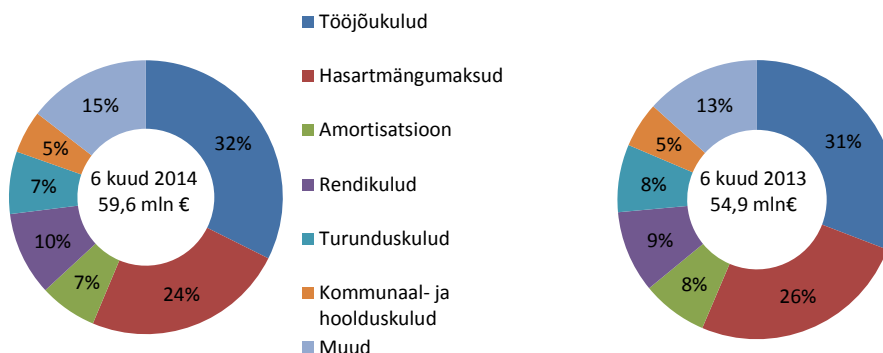 Tööjõukulud
Hasartmängumaksud
Amortisatsioon
Rendikulud
Turunduskulud
Kommunaal- ja
hoolduskulud
Muud
15%
32%
5%
7%
10%
7%
24%
6 kuud 2014
59,6 mln €
13%
31%
5%
8%
9%
8%
26%
6 kuud 2013
54,9 mln€